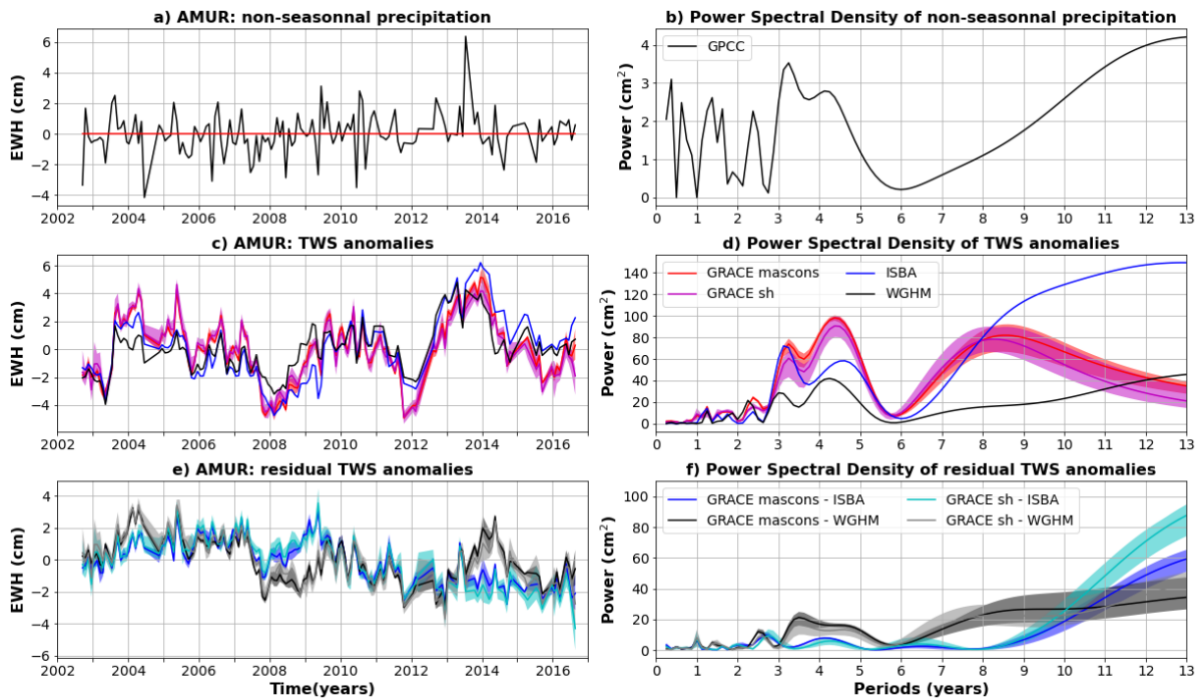 a) AMUR: non-seasonnal precipitation
b) Power Spectral Density of non-seasonnal precipitation
EWH (cm)
6
4
2
0
−2
−4
2002 2004 2006 2008 2010 2012 2014 2016
Power (cm²)
4
3
2
1
0
GPCC
0 1 2 3 4 5 6 7 8 9 10 11 12 13
c) AMUR: TWS anomalies
d) Power Spectral Density of TWS anomalies
EWH (cm)
6
4
2
0
−2
−4
2002 2004 2006 2008 2010 2012 2014 2016
Power (cm²)
140
120
100
80
60
40
20
0
GRACE mascons ISBA
GRACE sh WGHM
0 1 2 3 4 5 6 7 8 9 10 11 12 13
e) AMUR: residual TWS anomalies
f) Power Spectral Density of residual TWS anomalies
EWH (cm)
4
2
0
−2
−4
−6
2002 2004 2006 2008 2010 2012 2014 2016
Time(years)
Power (cm²)
100
80
60
40
20
0
GRACE mascons - ISBA GRACE sh - ISBA
GRACE mascons - WGHM GRACE sh - WGHM
0 1 2 3 4 5 6 7 8 9 10 11 12 13
Periods (years)